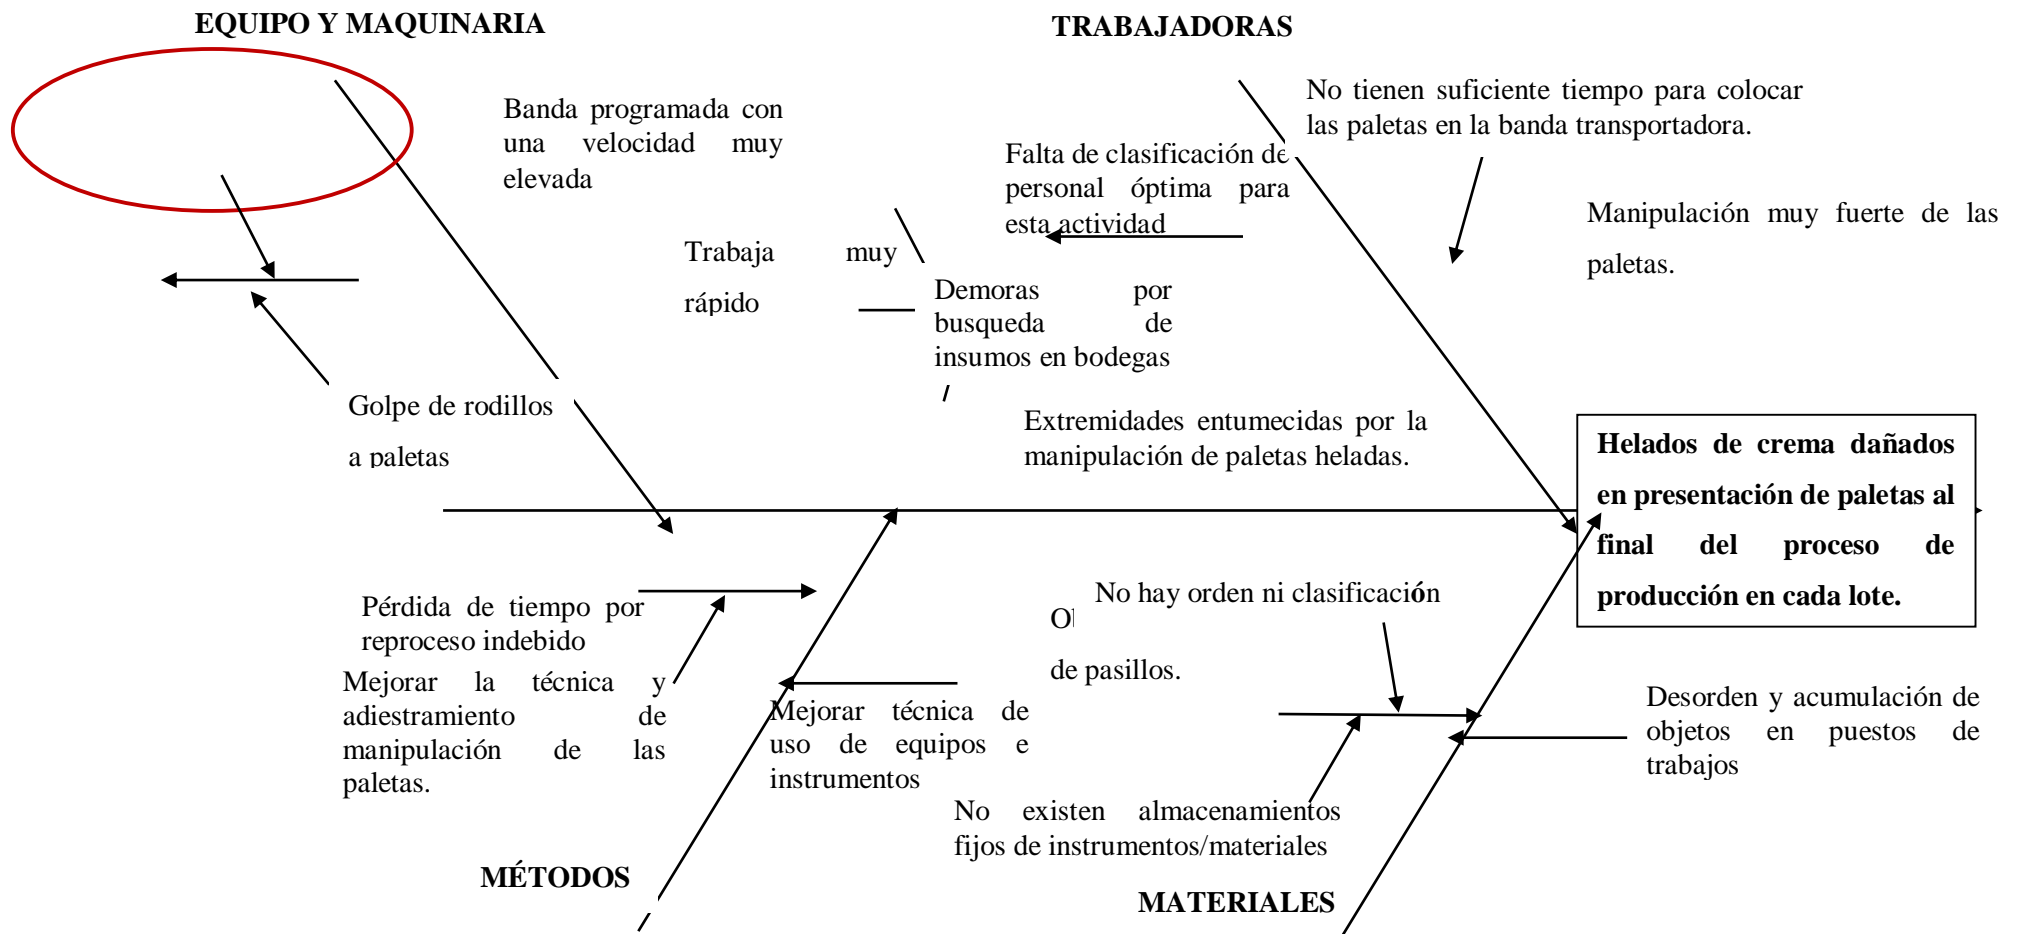 EQUIPO Y MAQUINARIA
TRABAJADORAS
Banda programada con
una velocidad muy
elevada
No tienen suficiente tiempo para colocar
las paletas en la banda transportadora.
Falta de clasificación de
personal óptima para
esta actividad
Manipulación muy fuerte de las
paletas.
Trabaja muy
rápido
Demoras por
busqueda de
insumos en bodegas
Golpe de rodillos
a paletas
Extremidades entumecidas por la
manipulación de paletas heladas.
Helados de crema dañados
en presentación de paletas al
final del proceso de
producción en cada lote.
Pérdida de tiempo por
reproceso indebido
Mejorar la técnica y
adiestramiento de
manipulación de las
paletas.
Mejorar técnica de
uso de equipos e
instrumentos
No hay orden ni clasificación
de pasillos.
Desorden y acumulación de
objetos en puestos de
trabajos
No existen almacenamientos
fijos de instrumentos/materiales
MÉTODOS
MATERIALES